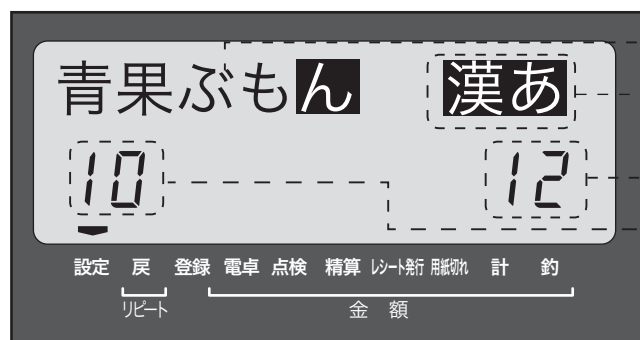 青果ぶもん 漢あ
10 12
設定 戻 登録 電卓 点検 精算 レシート発行 用紙切れ 計 釣
リピート 金 額